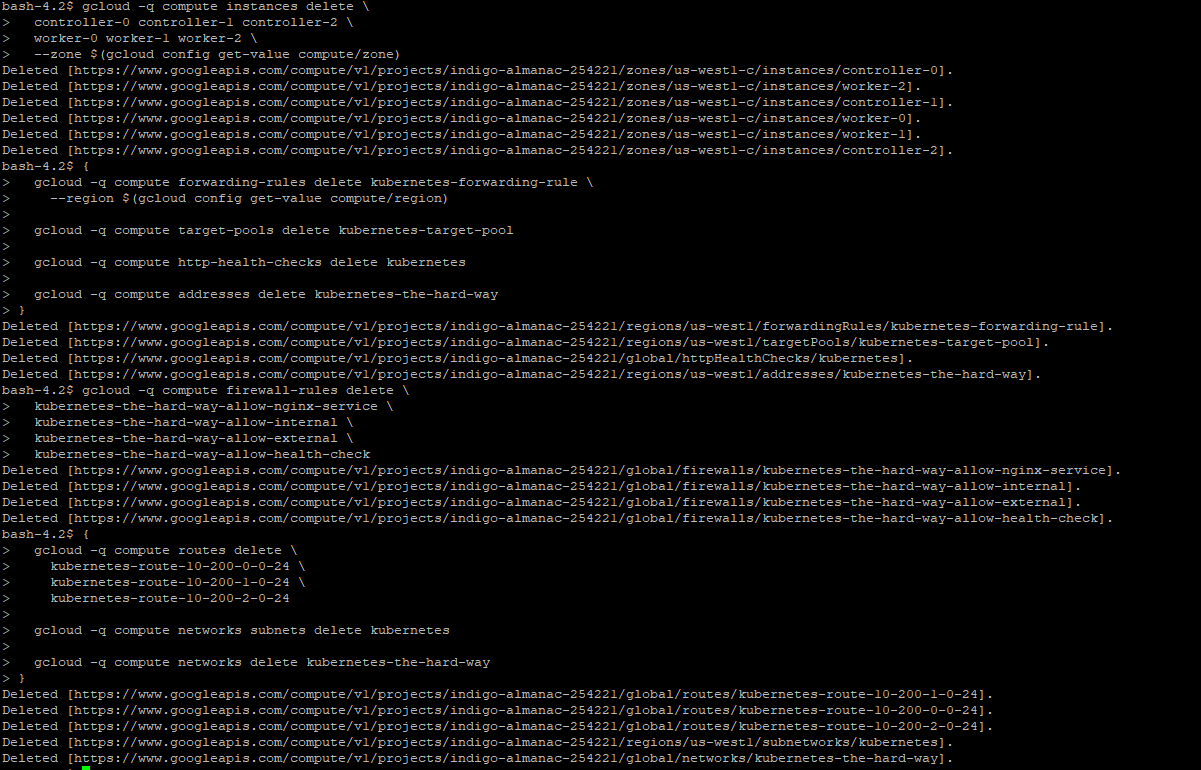 bash-4.2$ gcloud -q compute instances delete \
>   controller-0 controller-1 controller-2 \
>   worker-0 worker-1 worker-2 \
>   --zone $(gcloud config get-value compute/zone)
Deleted [https://www.googleapis.com/compute/v1/projects/indigo-almanac-254221/zones/us-west1-c/instances/controller-0].
Deleted [https://www.googleapis.com/compute/v1/projects/indigo-almanac-254221/zones/us-west1-c/instances/worker-2].
Deleted [https://www.googleapis.com/compute/v1/projects/indigo-almanac-254221/zones/us-west1-c/instances/controller-1].
Deleted [https://www.googleapis.com/compute/v1/projects/indigo-almanac-254221/zones/us-west1-c/instances/worker-0].
Deleted [https://www.googleapis.com/compute/v1/projects/indigo-almanac-254221/zones/us-west1-c/instances/worker-1].
Deleted [https://www.googleapis.com/compute/v1/projects/indigo-almanac-254221/zones/us-west1-c/instances/controller-2].
bash-4.2$ {
>   gcloud -q compute forwarding-rules delete kubernetes-forwarding-rule \
>     --region $(gcloud config get-value compute/region)
>
>   gcloud -q compute target-pools delete kubernetes-target-pool
>
>   gcloud -q compute http-health-checks delete kubernetes
>
>   gcloud -q compute addresses delete kubernetes-the-hard-way
> }
Deleted [https://www.googleapis.com/compute/v1/projects/indigo-almanac-254221/regions/us-west1/forwardingRules/kubernetes-forwarding-rule].
Deleted [https://www.googleapis.com/compute/v1/projects/indigo-almanac-254221/regions/us-west1/targetPools/kubernetes-target-pool].
Deleted [https://www.googleapis.com/compute/v1/projects/indigo-almanac-254221/global/httpHealthChecks/kubernetes].
Deleted [https://www.googleapis.com/compute/v1/projects/indigo-almanac-254221/regions/us-west1/addresses/kubernetes-the-hard-way].
bash-4.2$ gcloud -q compute firewall-rules delete \
>   kubernetes-the-hard-way-allow-nginx-service \
>   kubernetes-the-hard-way-allow-internal \
>   kubernetes-the-hard-way-allow-external \
>   kubernetes-the-hard-way-allow-health-check
Deleted [https://www.googleapis.com/compute/v1/projects/indigo-almanac-254221/global/firewalls/kubernetes-the-hard-way-allow-nginx-service].
Deleted [https://www.googleapis.com/compute/v1/projects/indigo-almanac-254221/global/firewalls/kubernetes-the-hard-way-allow-internal].
Deleted [https://www.googleapis.com/compute/v1/projects/indigo-almanac-254221/global/firewalls/kubernetes-the-hard-way-allow-external].
Deleted [https://www.googleapis.com/compute/v1/projects/indigo-almanac-254221/global/firewalls/kubernetes-the-hard-way-allow-health-check].
bash-4.2$ {
>   gcloud -q compute routes delete \
>     kubernetes-route-10-200-0-0-24 \
>     kubernetes-route-10-200-1-0-24 \
>     kubernetes-route-10-200-2-0-24
>
>   gcloud -q compute networks subnets delete kubernetes
>
>   gcloud -q compute networks delete kubernetes-the-hard-way
> }
Deleted [https://www.googleapis.com/compute/v1/projects/indigo-almanac-254221/global/routes/kubernetes-route-10-200-1-0-24].
Deleted [https://www.googleapis.com/compute/v1/projects/indigo-almanac-254221/global/routes/kubernetes-route-10-200-0-0-24].
Deleted [https://www.googleapis.com/compute/v1/projects/indigo-almanac-254221/global/routes/kubernetes-route-10-200-2-0-24].
Deleted [https://www.googleapis.com/compute/v1/projects/indigo-almanac-254221/regions/us-west1/subnetworks/kubernetes].
Deleted [https://www.googleapis.com/compute/v1/projects/indigo-almanac-254221/global/networks/kubernetes-the-hard-way].